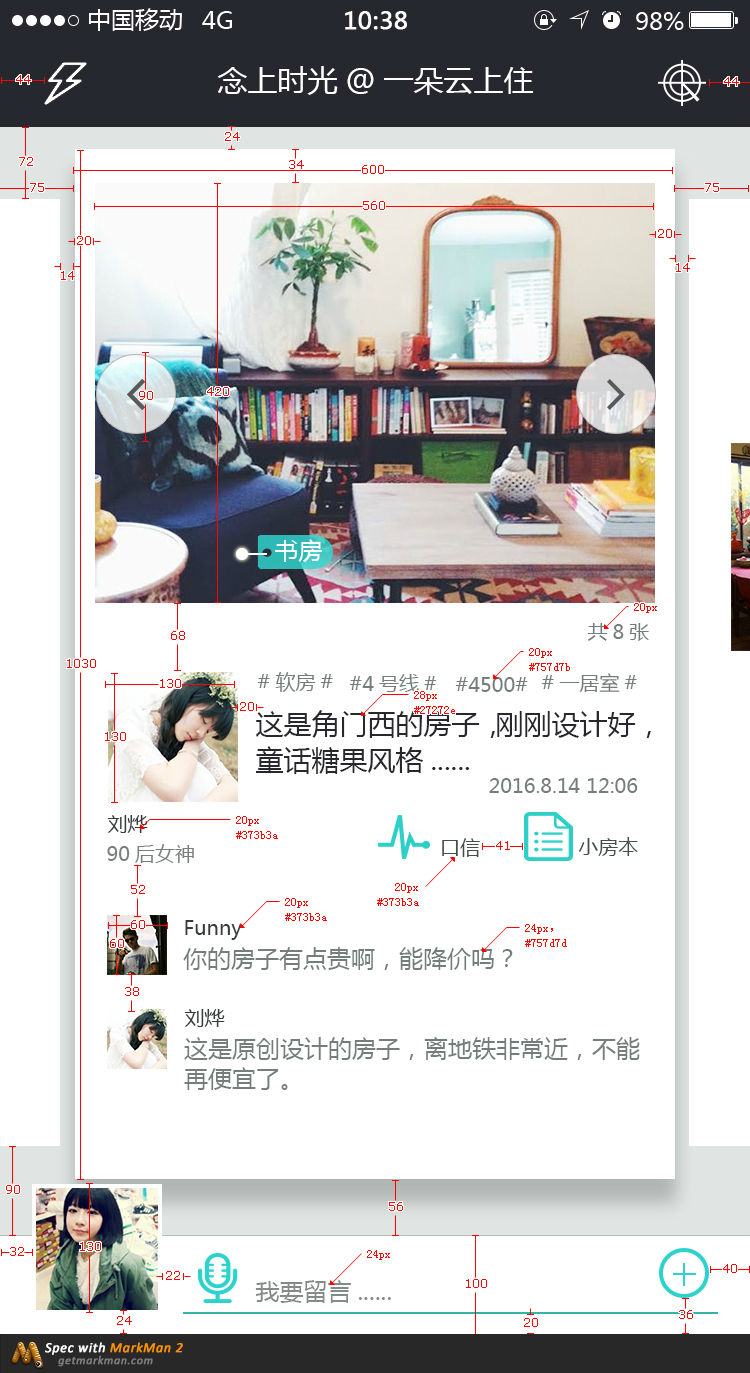 中国移动 4G 10:38 98%
44 念上时光 @ 一朵云上住 44
24
72
34
600
75 75
560
20 20
14 14
90
420
书房
20px
共 8 张
68
1030
20px
#757d7b
# 软房 # #4 号线 # #4500# # 一居室 #
130
28px
#27272e
20
这是角门西的房子 ,刚刚设计好，
130
童话糖果风格 ......
2016.8.14 12:06
刘烨
20px
#373b3a
口信 41 小房本
90 后女神
52
20px
#373b3a
20px
#373b3a
60
60
Funny
24px,
#757d7d
你的房子有点贵啊，能降价吗？
38
刘烨
这是原创设计的房子，离地铁非常近，不能
再便宜了。
90
56
130
32
22
24px
我要留言 ......
100
40
24
20
36
Spec with MarkMan 2
getmarkman.com